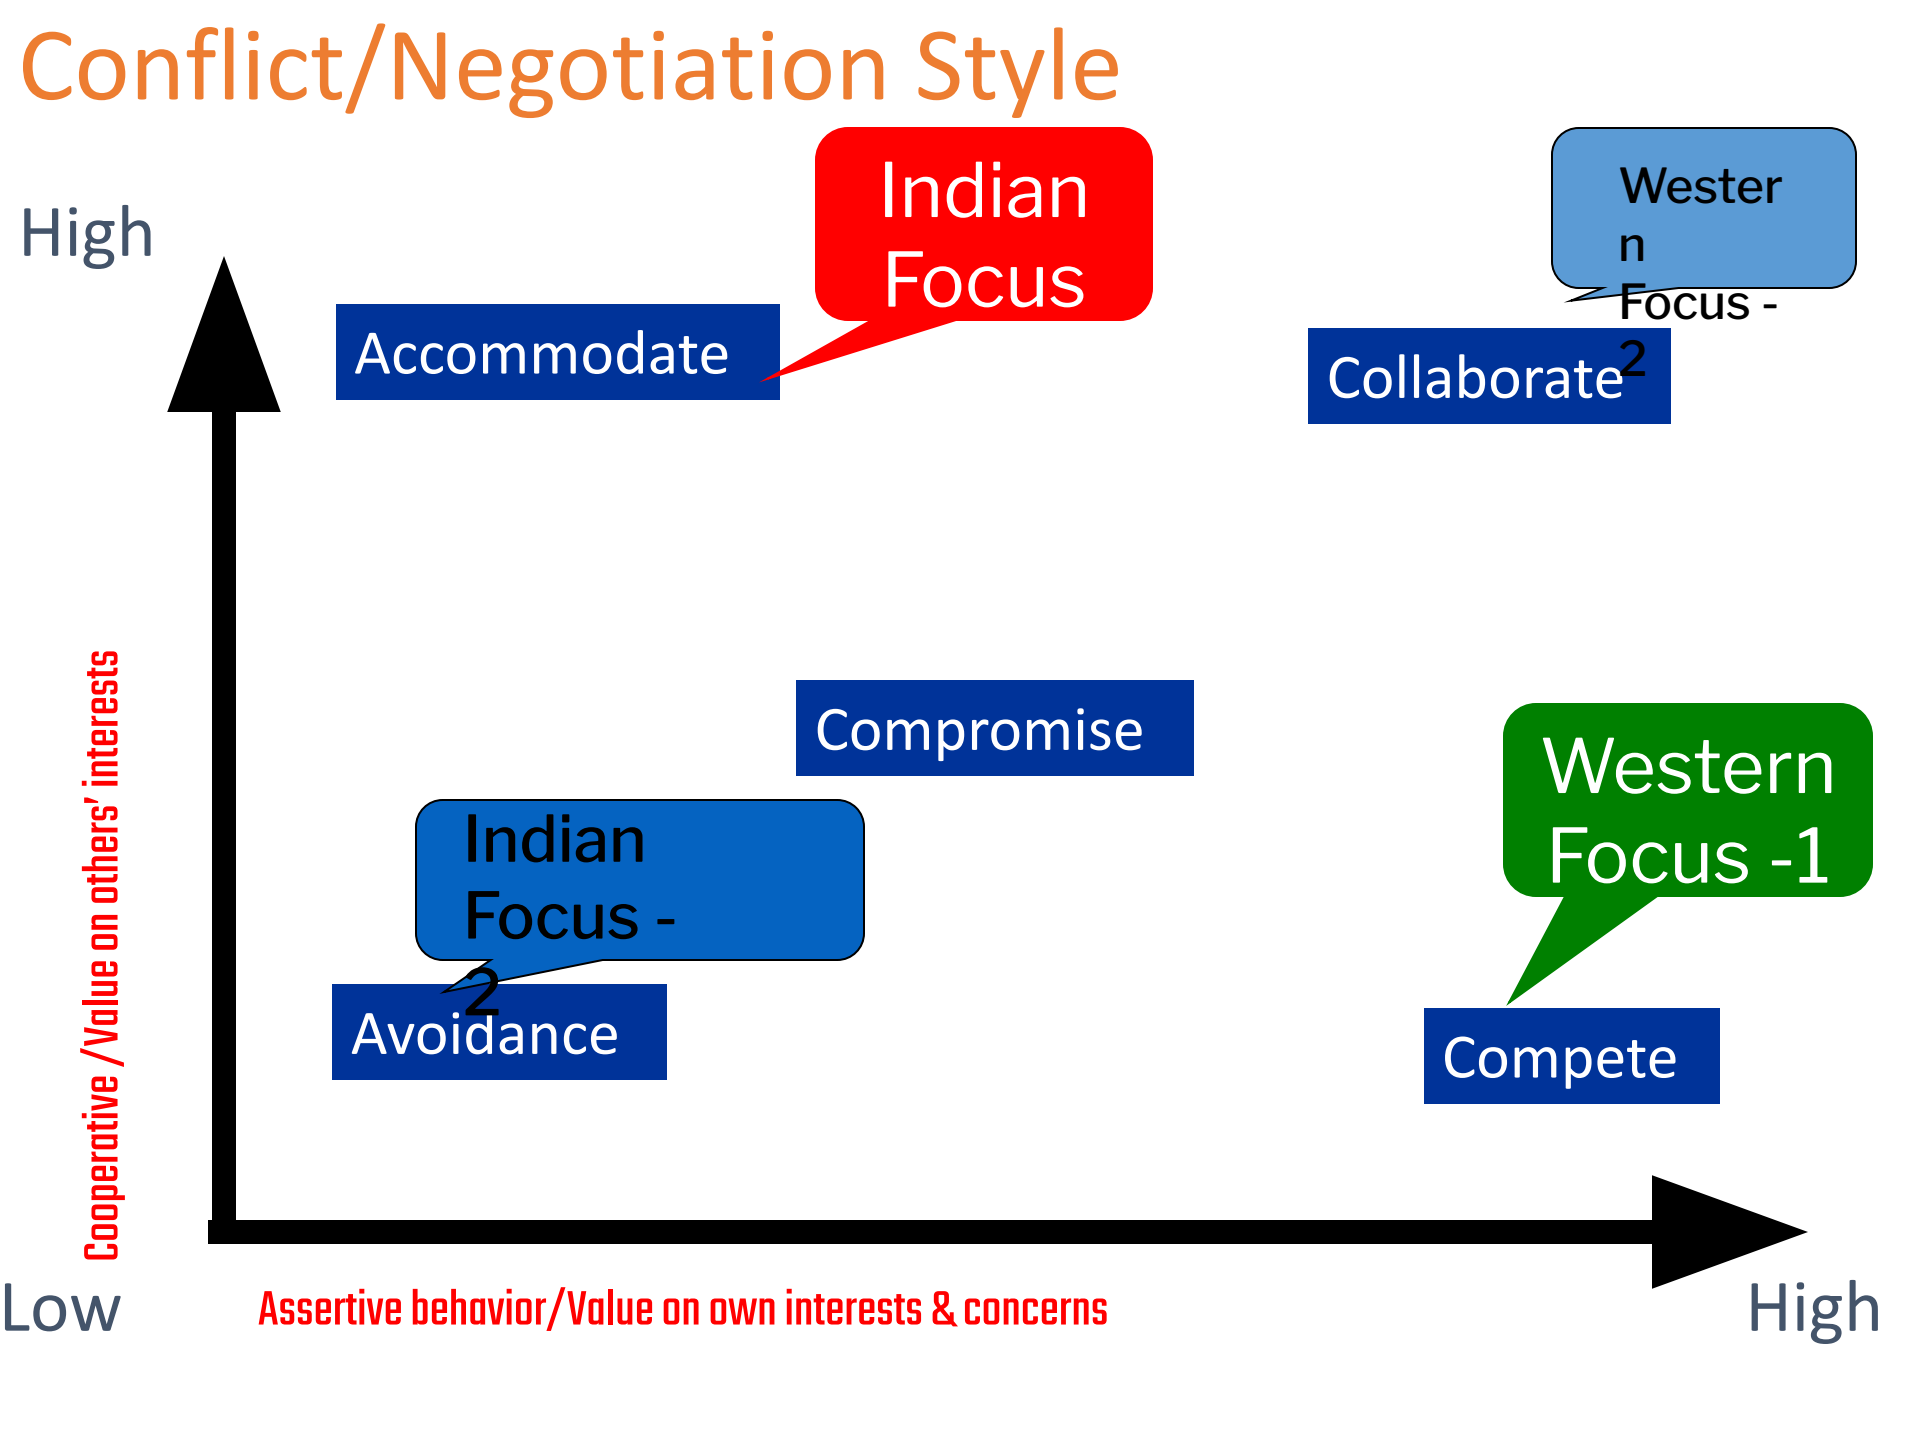 Conflict/Negotiation Style
High
Indian
Focus
Wester
n
Focus -
2
Accommodate
Collaborate
Compromise
Western
Focus -1
Indian
Focus -
2
Avoidance
Compete
Cooperative /Value on others’ interests
Low
Assertive behavior/Value on own interests & concerns
High